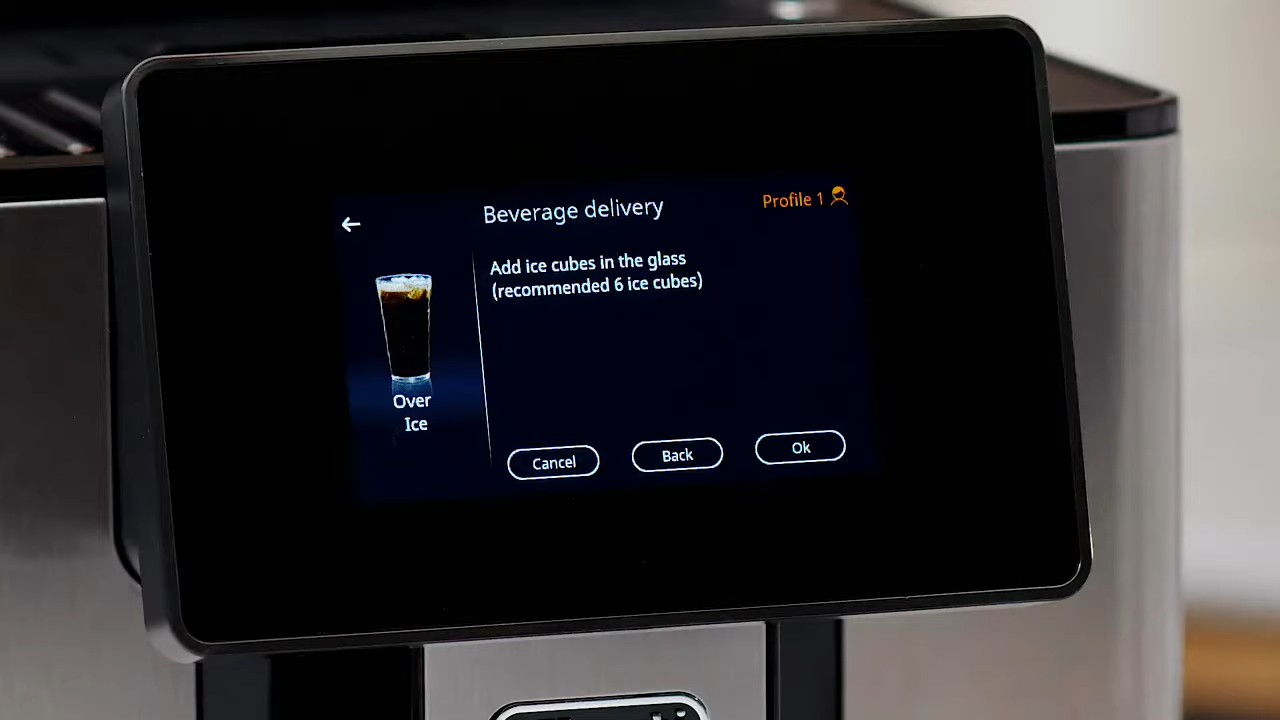 Beverage delivery
Profile 1
Add ice cubes in the glass
(recommended 6 ice cubes)
Over
Ice
Cancel
Back
Ok